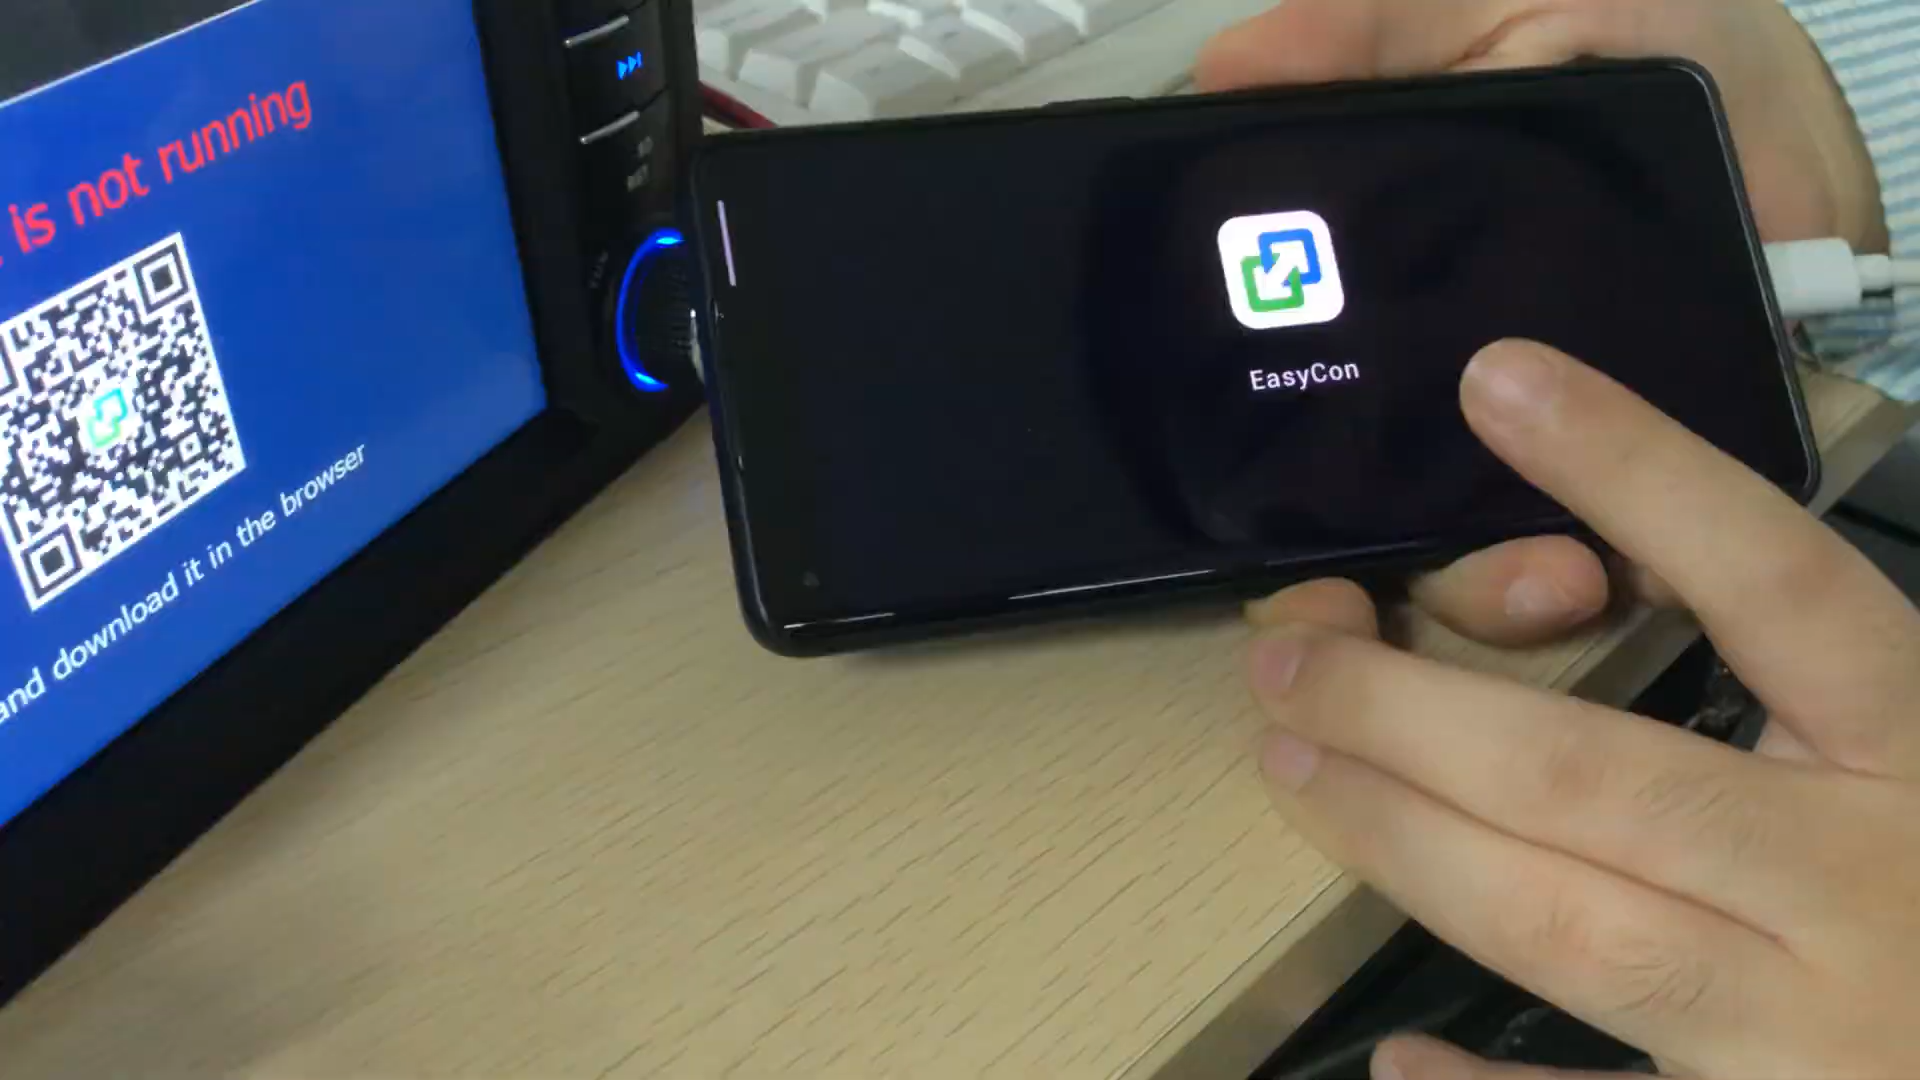 is not running
and download it in the browser
EasyCon